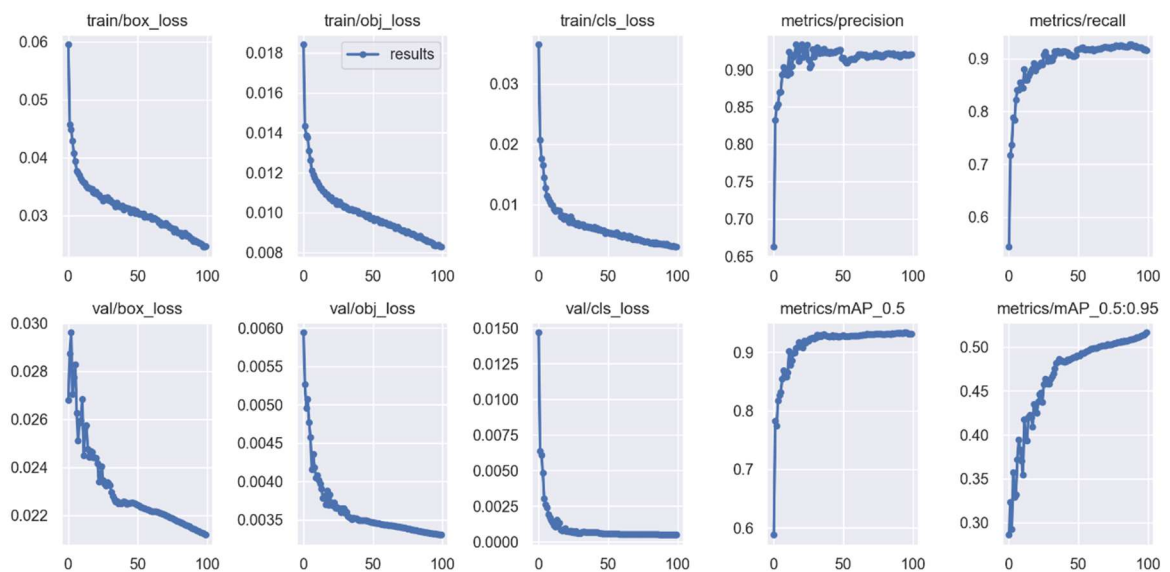 train/box_loss
train/obj_loss
train/cls_loss
metrics/precision
metrics/recall
0.06
0.05
0.04
0.03
0 50 100
0.018
0.016
0.014
0.012
0.010
0.008
results
0 50 100
0.03
0.02
0.01
0 50 100
0.90
0.85
0.80
0.75
0.70
0.65
0 50 100
0.9
0.8
0.7
0.6
0 50 100
val/box_loss
val/obj_loss
val/cls_loss
metrics/mAP_0.5
metrics/mAP_0.5:0.95
0.030
0.028
0.026
0.024
0.022
0 50 100
0.0060
0.0055
0.0050
0.0045
0.0040
0.0035
0 50 100
0.0150
0.0125
0.0100
0.0075
0.0050
0.0025
0.0000
0 50 100
0.9
0.8
0.7
0.6
0 50 100
0.50
0.45
0.40
0.35
0.30
0 50 100